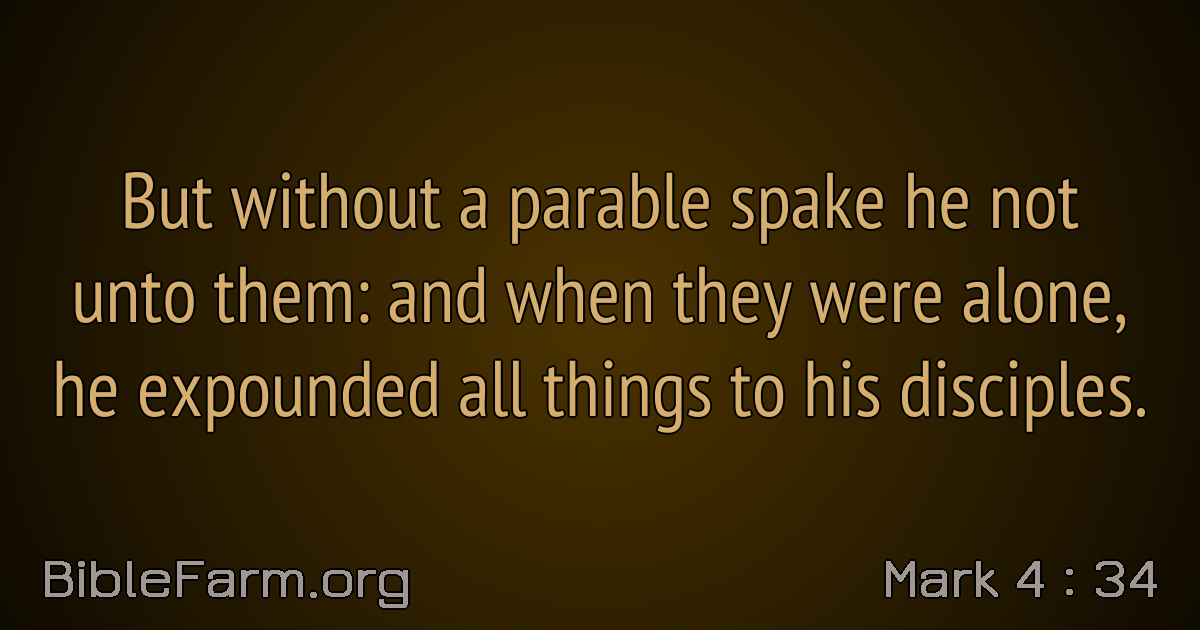 But without a parable spake he not
unto them: and when they were alone,
he expounded all things to his disciples.
BibleFarm.org
Mark 4 : 34